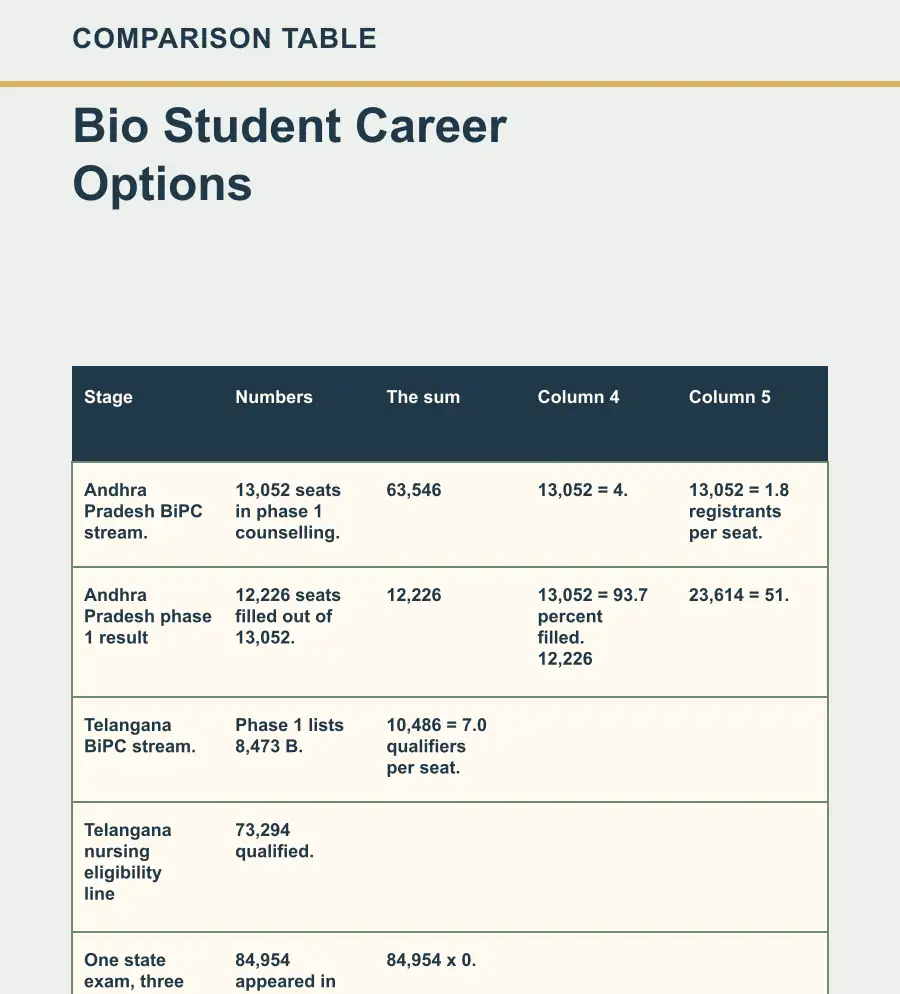 COMPARISON TABLE
Bio Student Career
Options
Stage
Numbers
The sum
Column 4
Column 5
Andhra
Pradesh BiPC
stream.
13,052 seats
in phase 1
counselling.
63,546
13,052 = 4.
13,052 = 1.8
registrants
per seat.
Andhra
Pradesh phase
1 result
12,226 seats
filled out of
13,052.
12,226
13,052 = 93.7
percent
filled.
12,226
23,614 = 51.
Telangana
BiPC stream.
Phase 1 lists
8,473 B.
10,486 = 7.0
qualifiers
per seat.
Telangana
nursing
eligibility
line
73,294
qualified.
One state
exam, three
84,954
appeared in
84,954 x 0.